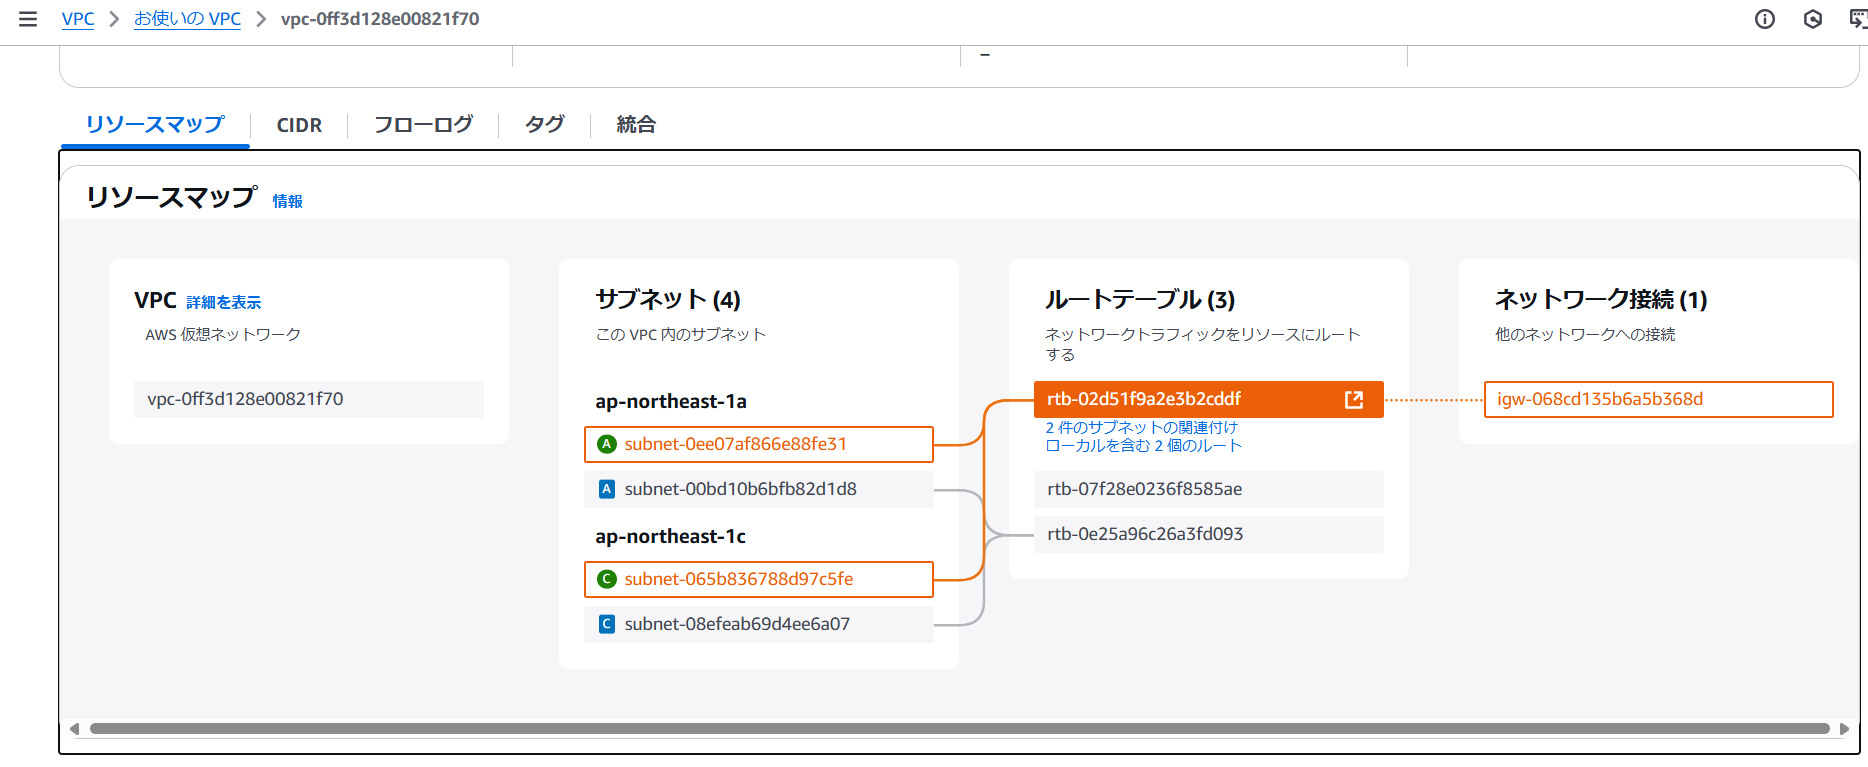 VPC > お使いの VPC > vpc-0ff3d128e00821f70
–
リソースマップ
CIDR
フローログ
タグ
統合
リソースマップ 情報
VPC 詳細を表示
AWS 仮想ネットワーク
vpc-0ff3d128e00821f70
サブネット (4)
この VPC 内のサブネット
ap-northeast-1a
A subnet-0ee07af866e88fe31
A subnet-00bd10b6bfb82d1d8
ap-northeast-1c
C subnet-065b836788d97c5fe
C subnet-08efeab69d4ee6a07
ルートテーブル (3)
ネットワークトラフィックをリソースにルート
する
rtb-02d51f9a2e3b2cddf
2 件のサブネットの関連付け
ローカルを含む 2 個のルート
rtb-07f28e0236f8585ae
rtb-0e25a96c26a3fd093
ネットワーク接続 (1)
他のネットワークへの接続
igw-068cd135b6a5b368d